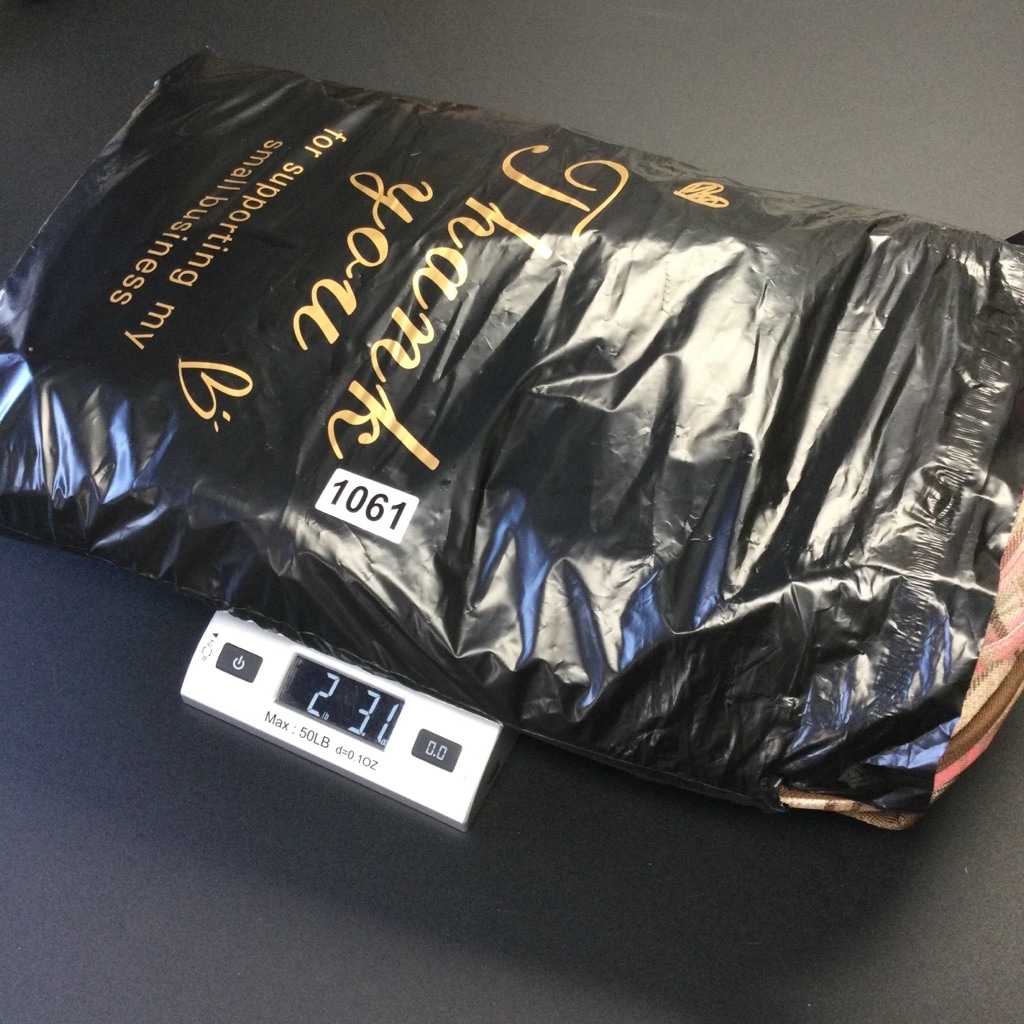 Thank
you
for supporting my
small business
1061
2 lb 3.1
Max : 50LB d=0.1OZ
0.0